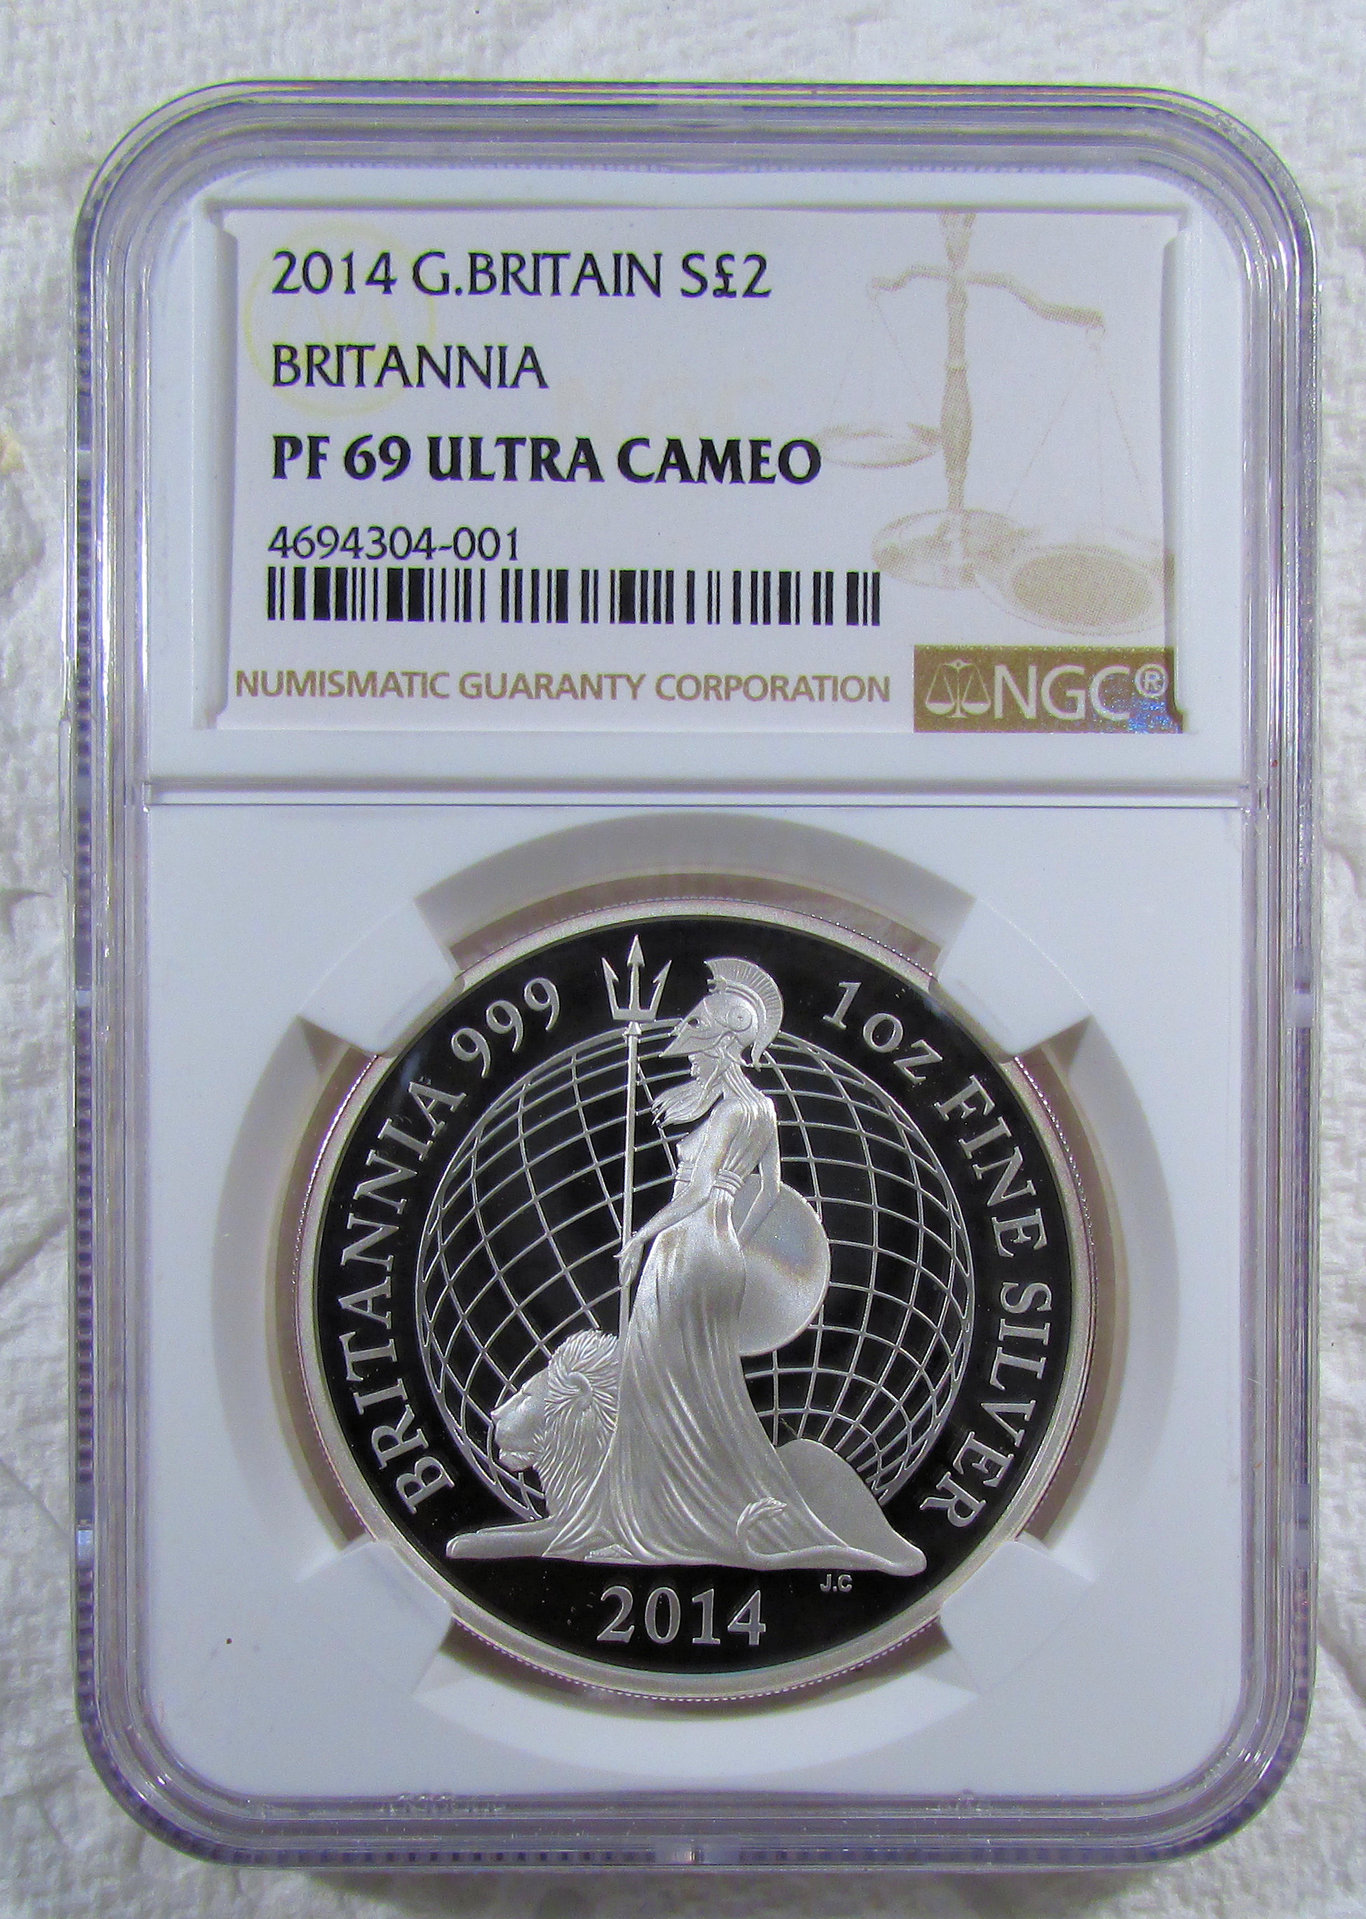 2014 G.BRITAIN S£2
BRITANNIA
PF 69 ULTRA CAMEO
4694304-001
NUMISMATIC GUARANTY CORPORATION
NGC®
BRITANNIA 999
1OZ FINE SILVER
J.C
2014